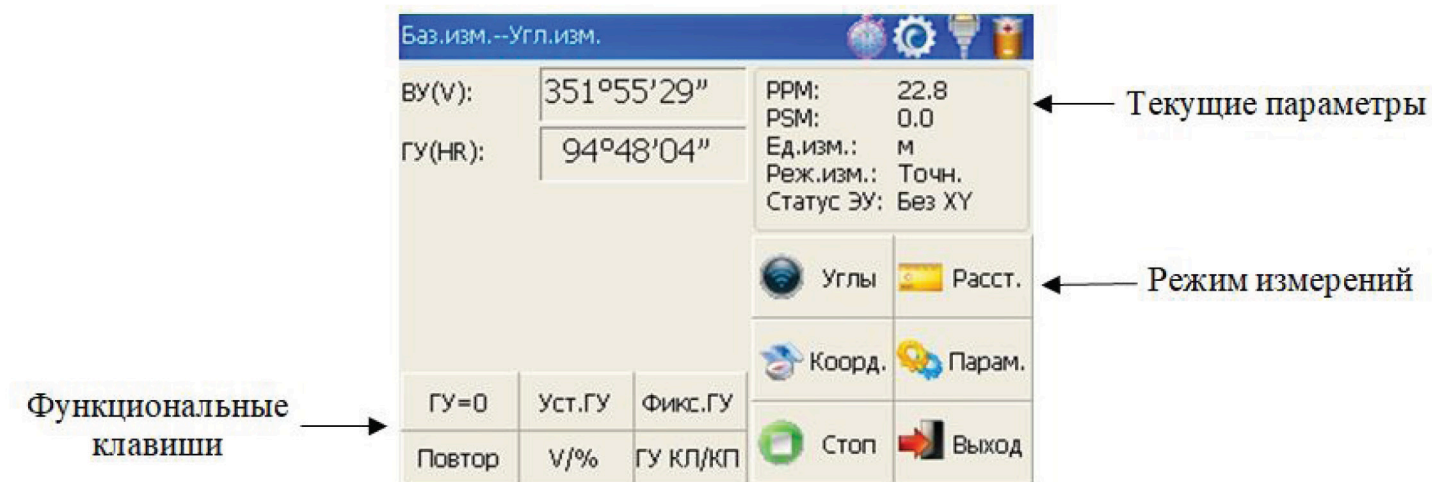 Баз.изм.--Угл.изм.
ВУ(V): 351°55'29"
ГУ(HR): 94°48'04"
PPM: 22.8
PSM: 0.0
Ед.изм.: м
Реж.изм.: Точн.
Статус ЭУ: Без XY
Текущие параметры
Углы Расст.
Режим измерений
Коорд. Парам.
Стоп Выход
Функциональные
клавиши
ГУ=0 Уст.ГУ Фикс.ГУ
Повтор V/% ГУ КЛ/КП